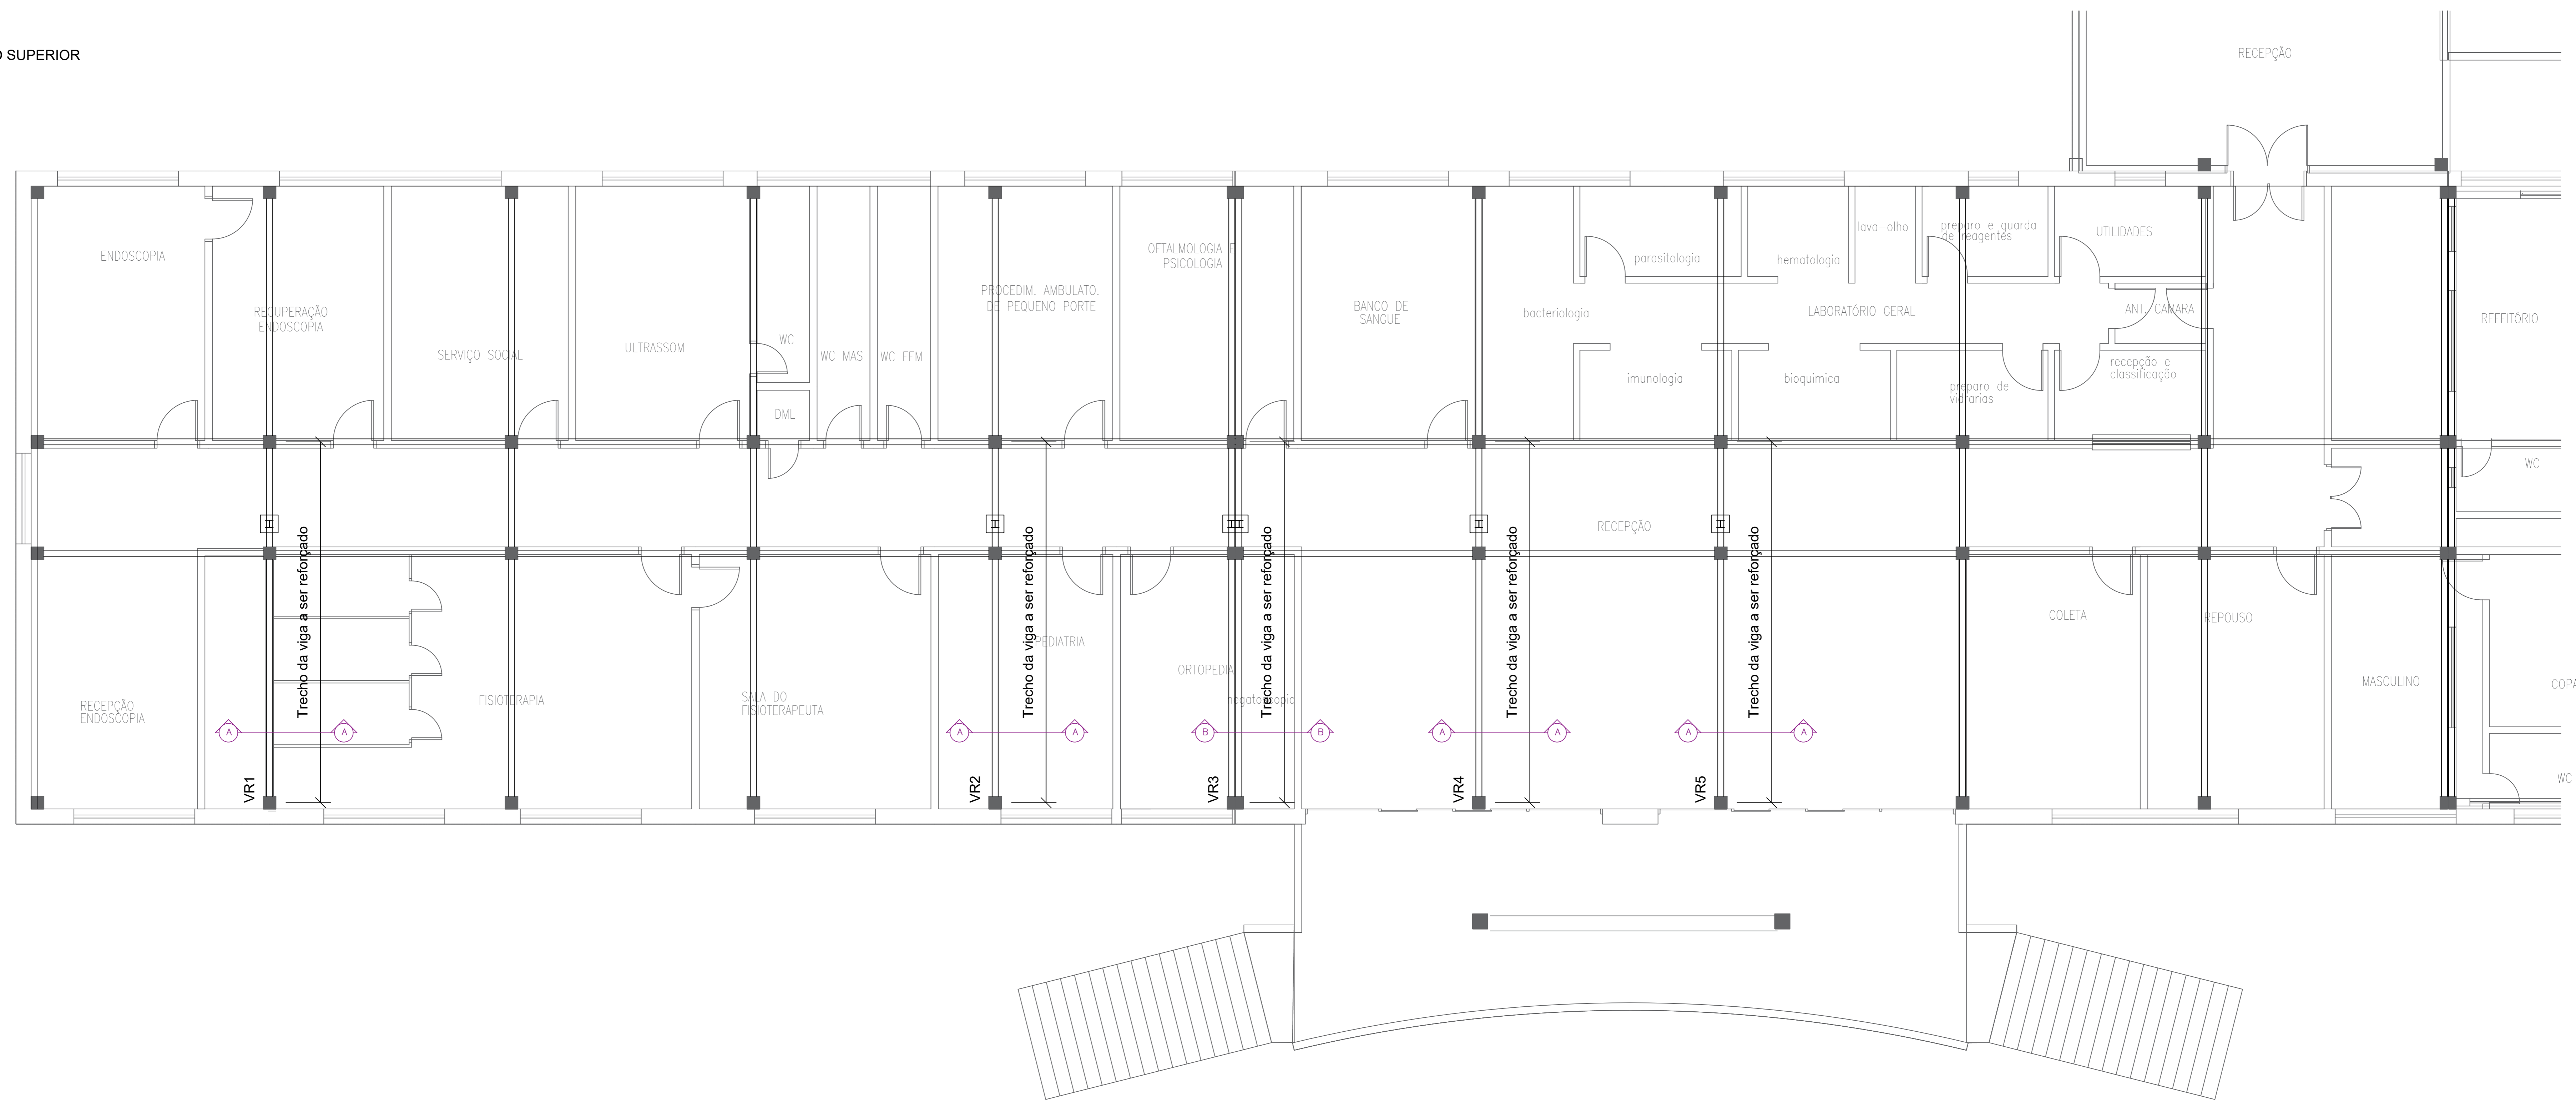 SUPERIOR
RECEPÇÃO
ENDOSCOPIA
RECUPERAÇÃO
ENDOSCOPIA
SERVIÇO SOCIAL
ULTRASSOM
WC
DML
WC MAS
WC FEM
PROCEDIM. AMBULATO.
DE PEQUENO PORTE
OFTALMOLOGIA E
PSICOLOGIA
BANCO DE
SANGUE
bacteriologia
parasitologia
imunologia
hematologia
lava-olho
LABORATÓRIO GERAL
bioquimica
preparo e guarda
de reagentes
preparo de
vidrarias
UTILIDADES
ANT. CAMARA
recepção e
classificação
REFEITÓRIO
WC
H
H
H
H
H
H
RECEPÇÃO
Trecho da viga a ser reforçado
Trecho da viga a ser reforçado
Trecho da viga a ser reforçado
Trecho da viga a ser reforçado
Trecho da viga a ser reforçado
RECEPÇÃO
ENDOSCOPIA
FISIOTERAPIA
SALA DO
FISIOTERAPEUTA
PEDIATRIA
ORTOPEDIA
negatoscopio
COLETA
REPOUSO
MASCULINO
COPA
WC
A
A
A
A
B
B
A
A
A
A
VR1
VR2
VR3
VR4
VR5